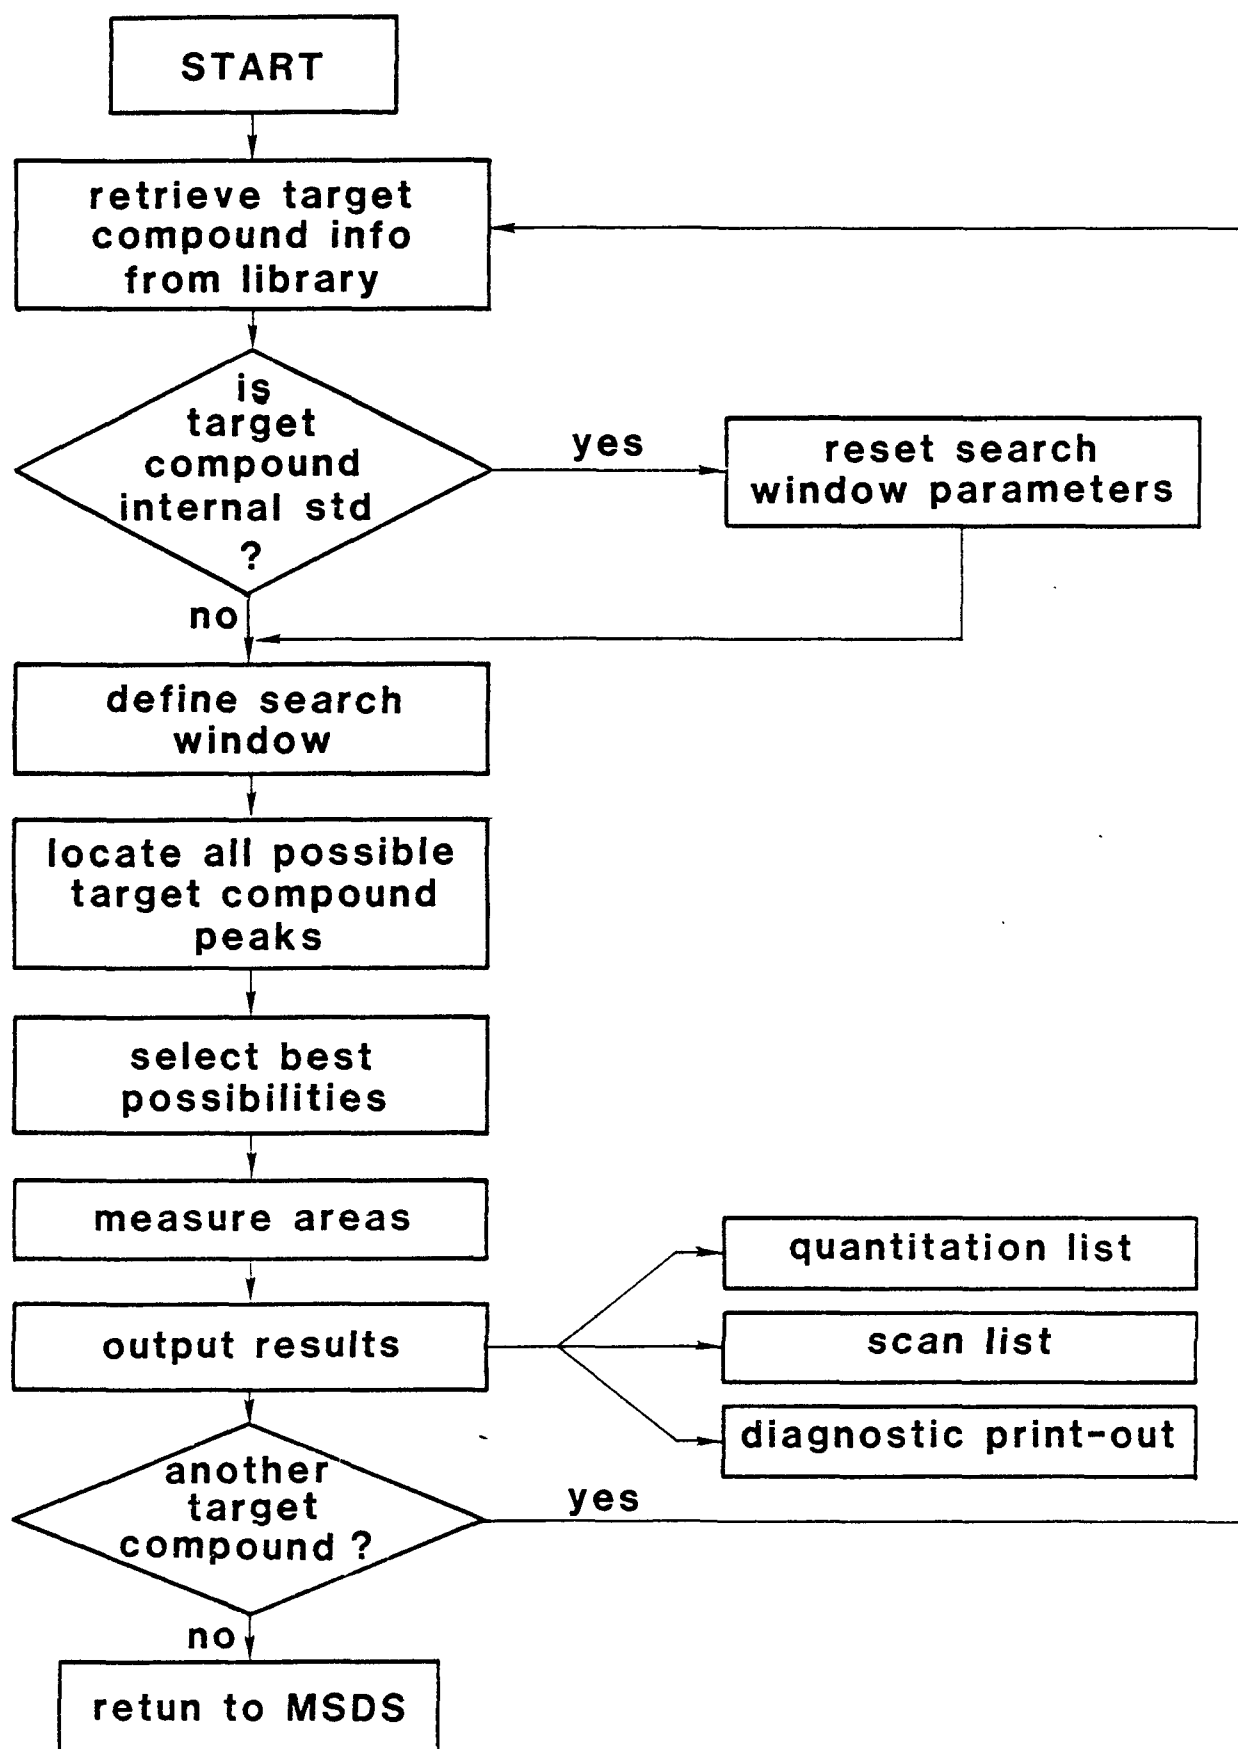 START
retrieve target
compound info
from library
is
target
compound
internal std
?
yes
reset search
window parameters
no
define search
window
locate all possible
target compound
peaks
select best
possibilities
measure areas
output results
quantitation list
scan list
diagnostic print-out
another
target
compound ?
yes
no
retun to MSDS